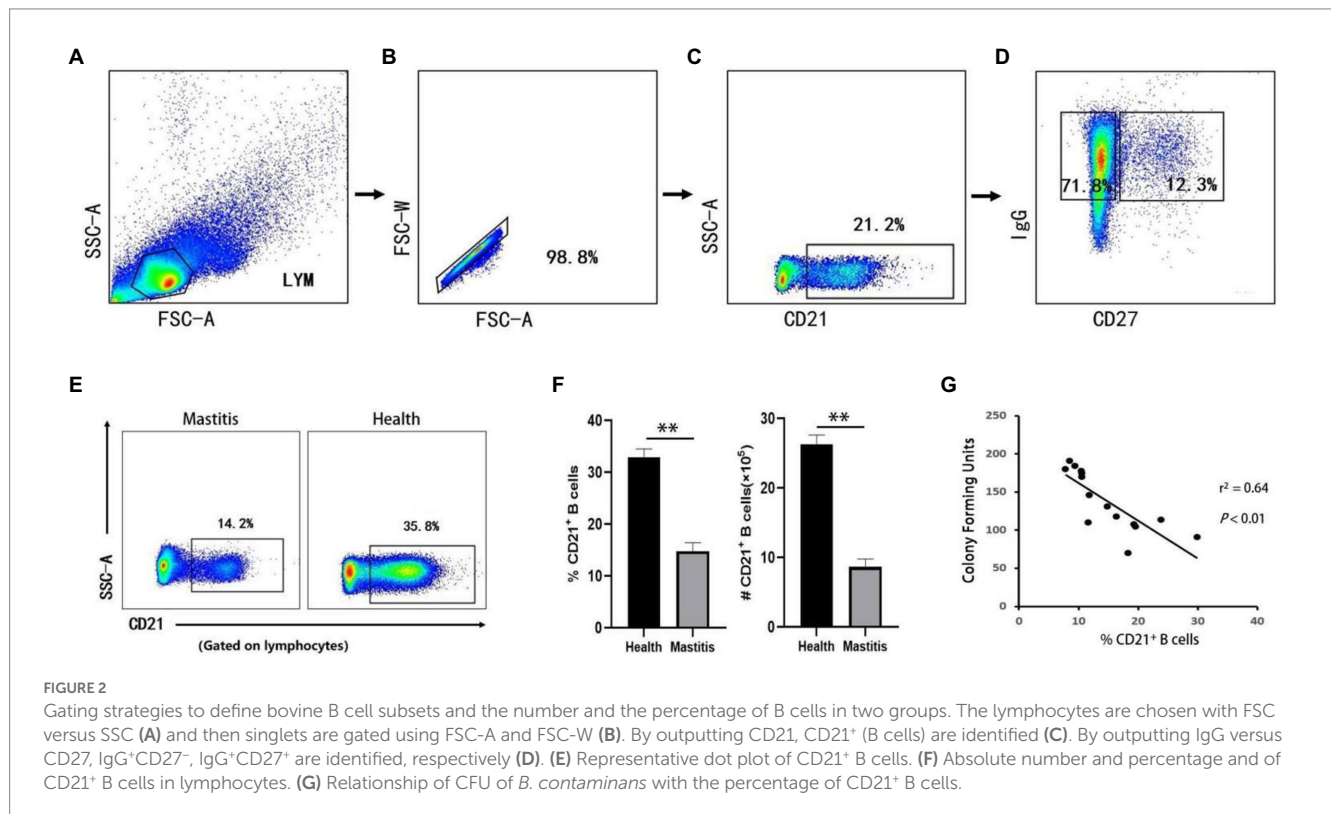 A
B
C
D
SSC-A
LYM
FSC-A
FSC-W
98.8%
FSC-A
SSC-A
21.2%
CD21
IgG
71.8%
12.3%
CD27
E
Mastitis
Health
SSC-A
14.2%
35.8%
CD21
(Gated on lymphocytes)
F
% CD21⁺ B cells
40
30
20
10
0
**
Health Mastitis
# CD21⁺ B cells(×10⁵)
30
20
10
0
**
Health Mastitis
G
Colony Forming Units
250
200
150
100
50
0
r² = 0.64
P < 0.01
0 10 20 30 40
% CD21⁺ B cells
FIGURE 2
Gating strategies to define bovine B cell subsets and the number and the percentage of B cells in two groups. The lymphocytes are chosen with FSC
versus SSC (A) and then singlets are gated using FSC-A and FSC-W (B). By outputting CD21, CD21⁺ (B cells) are identified (C). By outputting IgG versus
CD27, IgG⁺CD27⁻, IgG⁺CD27⁺ are identified, respectively (D). (E) Representative dot plot of CD21⁺ B cells. (F) Absolute number and percentage and of
CD21⁺ B cells in lymphocytes. (G) Relationship of CFU of B. contaminans with the percentage of CD21⁺ B cells.